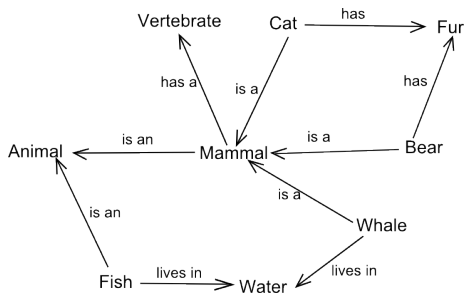 Vertebrate
Cat
has
Fur
has a
is a
has
Animal
is an
Mammal
is a
Bear
is an
is a
Whale
Fish
lives in
Water
lives in